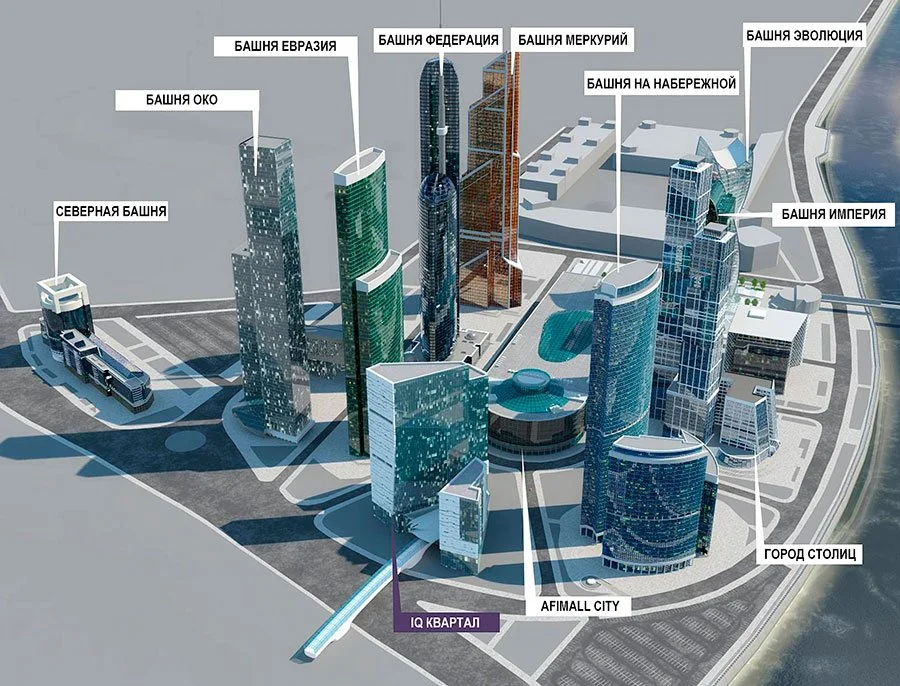 БАШНЯ ЕВРАЗИЯ
БАШНЯ ФЕДЕРАЦИЯ
БАШНЯ МЕРКУРИЙ
БАШНЯ ЭВОЛЮЦИЯ
БАШНЯ НА НАБЕРЕЖНОЙ
БАШНЯ ОКО
СЕВЕРНАЯ БАШНЯ
БАШНЯ ИМПЕРИЯ
ГОРОД СТОЛИЦ
AFIMALL CITY
IQ КВАРТАЛ